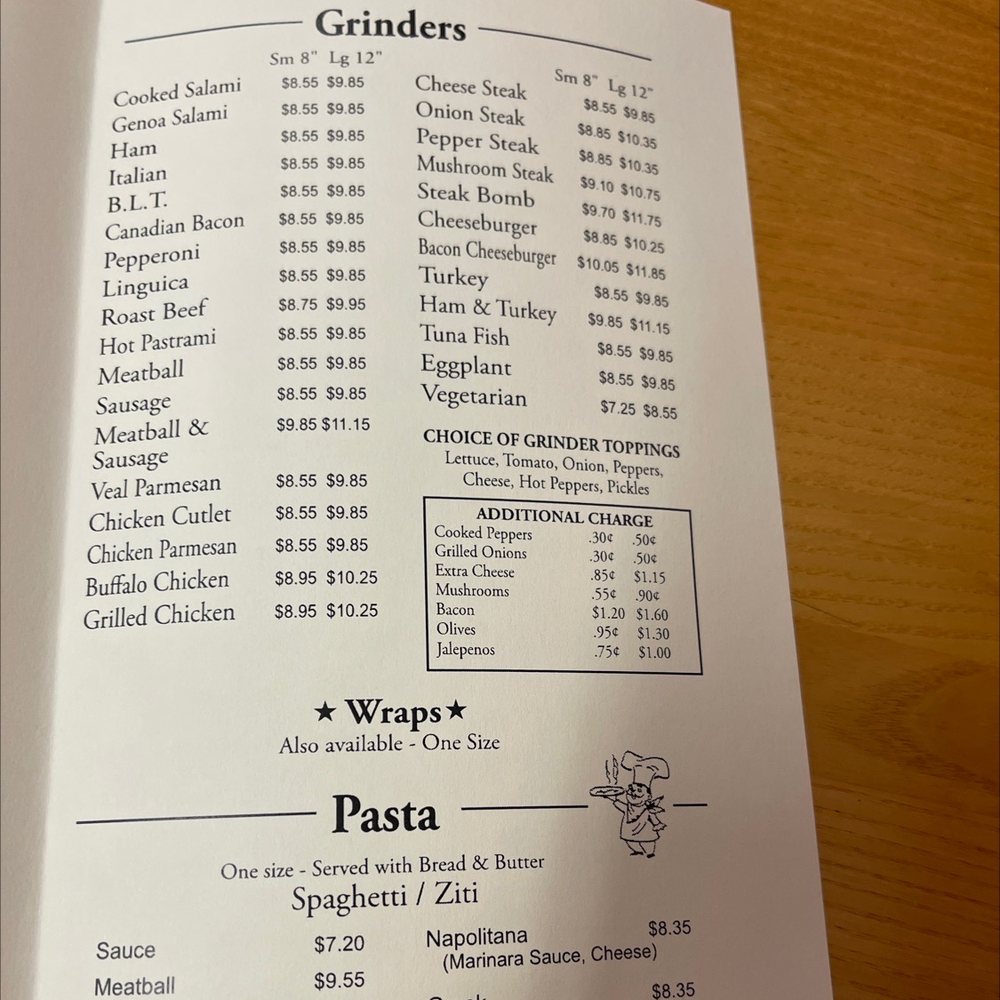 Grinders
Sm 8" Lg 12"
Cooked Salami $8.55 $9.85
Genoa Salami $8.55 $9.85
Ham $8.55 $9.85
Italian $8.55 $9.85
B.L.T. $8.55 $9.85
Canadian Bacon $8.55 $9.85
Pepperoni $8.55 $9.85
Linguica $8.55 $9.85
Roast Beef $8.75 $9.95
Hot Pastrami $8.55 $9.85
Meatball $8.55 $9.85
Sausage $8.55 $9.85
Meatball & $9.85 $11.15
Sausage
Veal Parmesan $8.55 $9.85
Chicken Cutlet $8.55 $9.85
Chicken Parmesan $8.55 $9.85
Buffalo Chicken $8.95 $10.25
Grilled Chicken $8.95 $10.25
Sm 8" Lg 12"
Cheese Steak $8.55 $9.85
Onion Steak $8.85 $10.35
Pepper Steak $8.85 $10.35
Mushroom Steak $9.10 $10.75
Steak Bomb $9.70 $11.75
Cheeseburger $8.85 $10.25
Bacon Cheeseburger $10.05 $11.85
Turkey $8.55 $9.85
Ham & Turkey $9.85 $11.15
Tuna Fish $8.55 $9.85
Eggplant $8.55 $9.85
Vegetarian $7.25 $8.55
CHOICE OF GRINDER TOPPINGS
Lettuce, Tomato, Onion, Peppers,
Cheese, Hot Peppers, Pickles
ADDITIONAL CHARGE
Cooked Peppers .30¢ .50¢
Grilled Onions .30¢ .50¢
Extra Cheese .85¢ $1.15
Mushrooms .55¢ .90¢
Bacon $1.20 $1.60
Olives .95¢ $1.30
Jalepenos .75¢ $1.00
★ Wraps ★
Also available - One Size
Pasta
One size - Served with Bread & Butter
Spaghetti / Ziti
Sauce $7.20
Meatball $9.55
Napolitana $8.35
(Marinara Sauce, Cheese)
$8.35